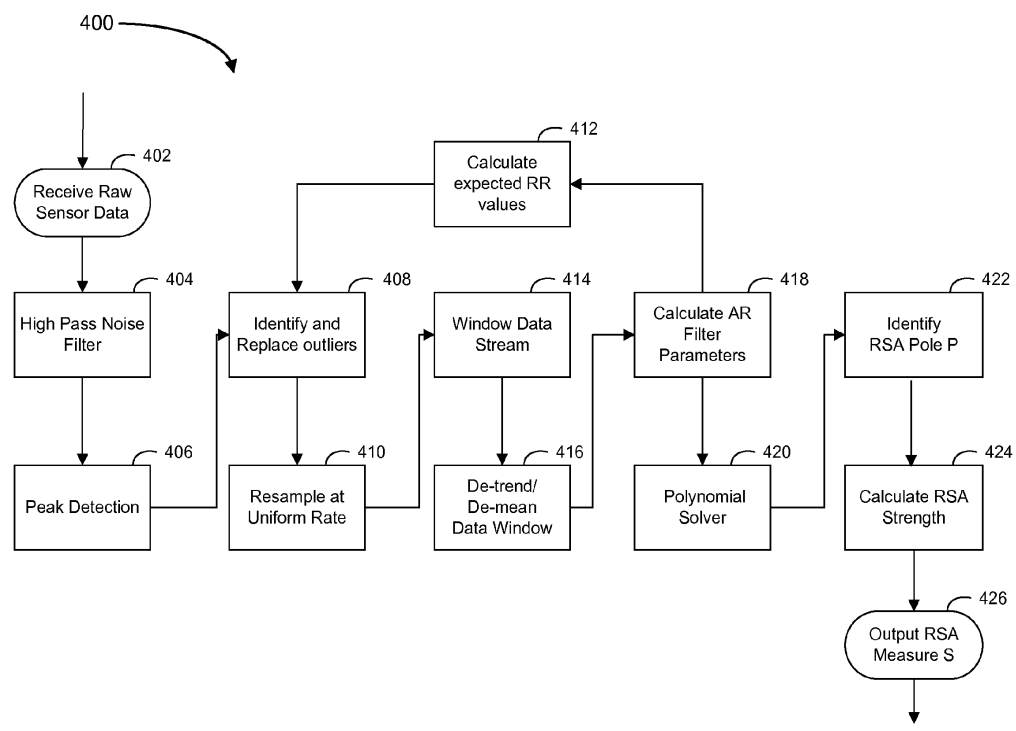 400
402
Receive Raw
Sensor Data
404
High Pass Noise
Filter
406
Peak Detection
408
Identify and
Replace outliers
410
Resample at
Uniform Rate
412
Calculate
expected RR
values
414
Window Data
Stream
416
De-trend/
De-mean
Data Window
418
Calculate AR
Filter
Parameters
420
Polynomial
Solver
422
Identify
RSA Pole P
424
Calculate RSA
Strength
426
Output RSA
Measure S